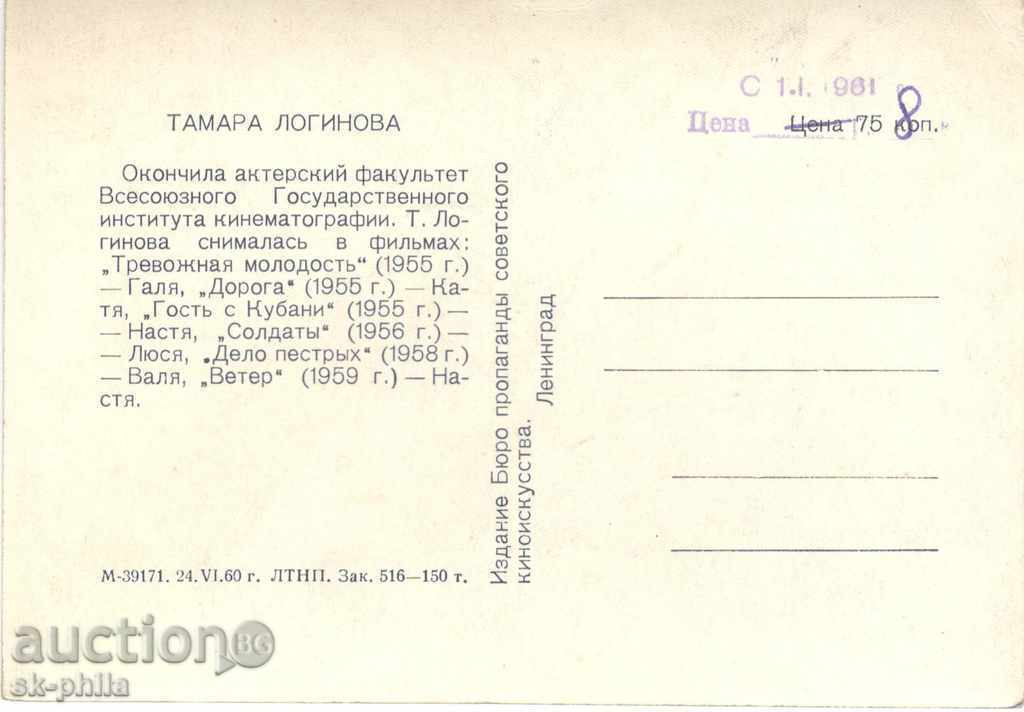 ТАМАРА ЛОГИНОВА
Окончила актерский факультет
Всесоюзного Государственного
института кинематографии. Т. Ло-
гинова снималась в фильмах:
„Тревожная молодость“ (1955 г.)
— Галя, „Дорога“ (1955 г.) — Ка-
тя, „Гость с Кубани“ (1955 г.) —
— Настя, „Солдаты“ (1956 г.) —
— Люся, „Дело пестрых“ (1958 г.)
— Валя, „Ветер“ (1959 г.) — На-
стя.
М-39171. 24.VI.60 г. ЛТНП. Зак. 516—150 т.
Издание Бюро пропаганды советского
киноискусства. Ленинград
С 1.I. 1961 г.
Цена 8
Цена 75 коп.
auction BG
sk-phila